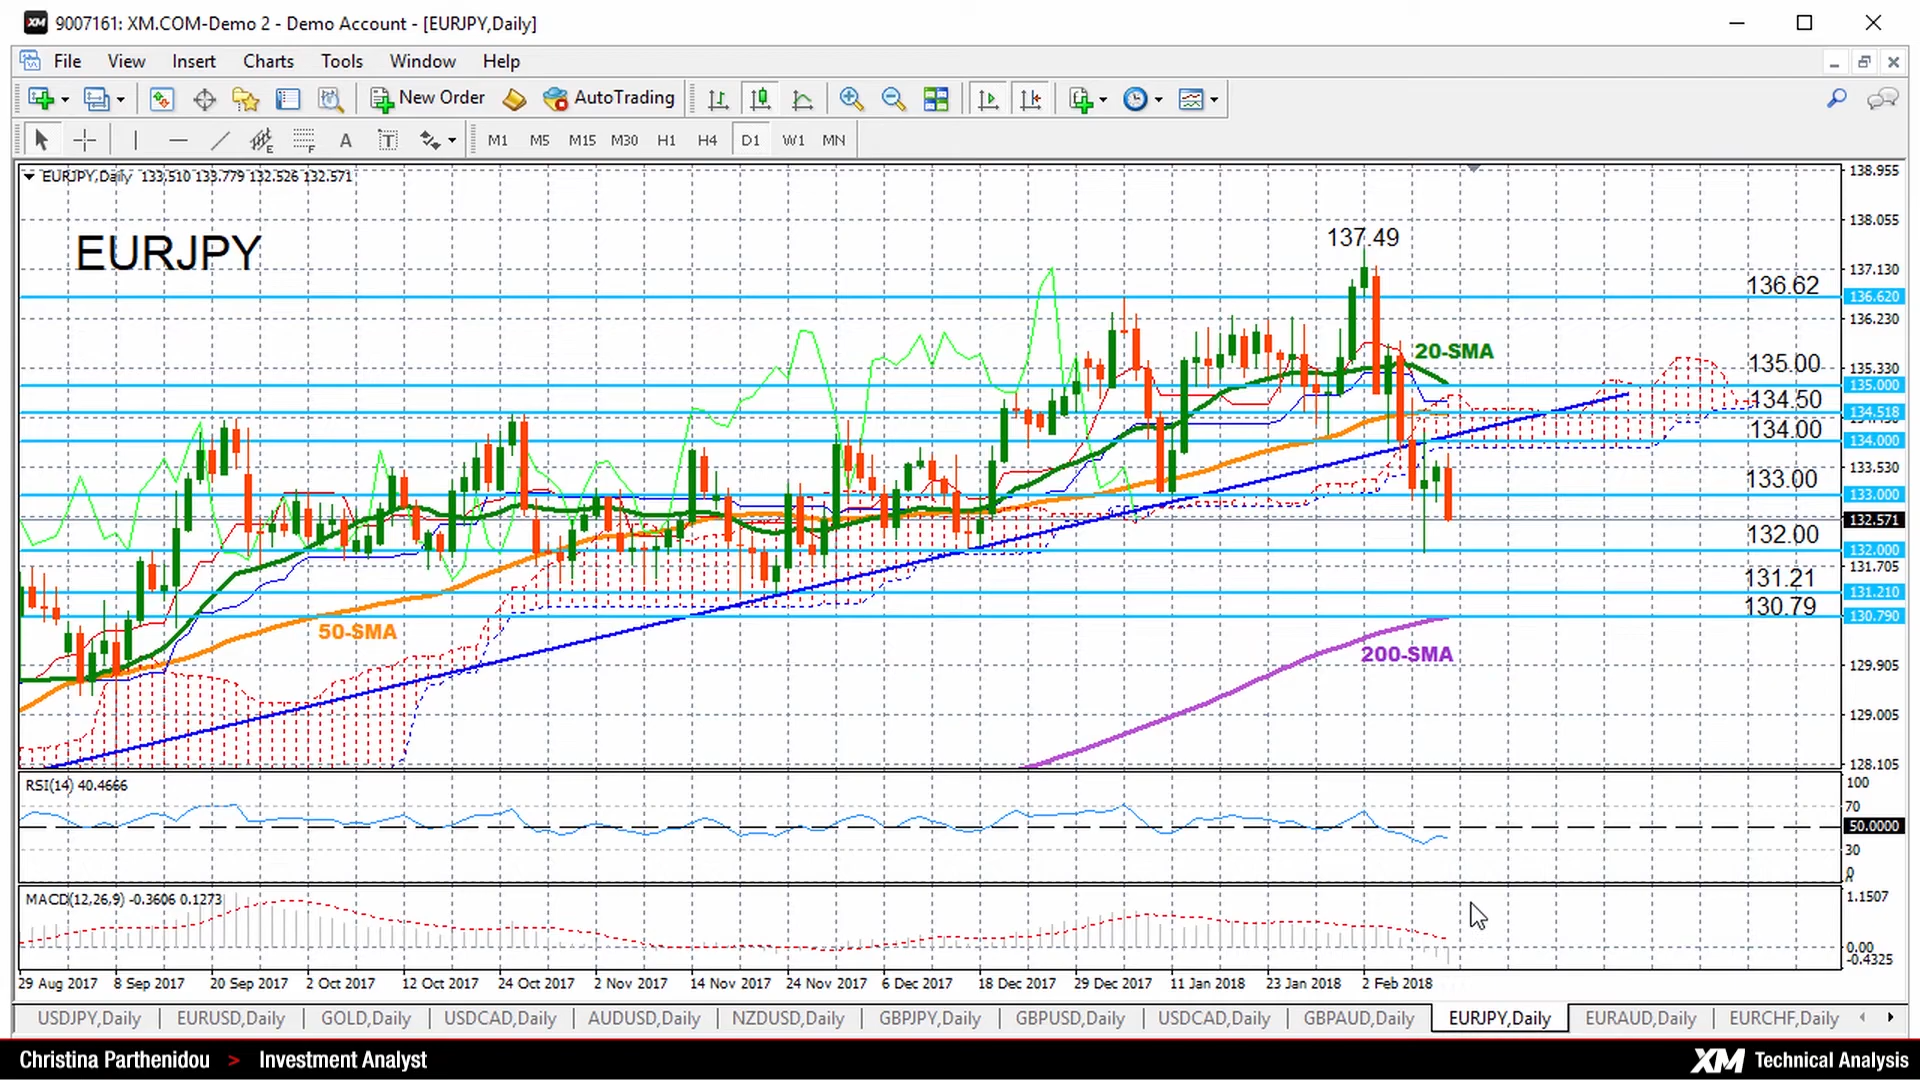 XM 9007161: XM.COM-Demo 2 - Demo Account - [EURJPY,Daily]
File View Insert Charts Tools Window Help
New Order AutoTrading
E F A T M1 M5 M15 M30 H1 H4 D1 W1 MN
EURJPY,Daily 133.510 133.779 132.526 132.571
EURJPY
137.49
136.62
20-SMA
135.00
134.50
134.00
133.00
132.00
131.21
130.79
50-SMA
200-SMA
138.955
138.055
137.130
136.620
136.230
135.330
135.000
134.518
134.000
133.530
133.000
132.571
132.000
131.705
131.210
130.790
129.905
129.005
128.105
RSI(14) 40.4666
100
70
50.0000
30
0
MACD(12,26,9) -0.3606 0.1273
1.1507
0.00
-0.4325
29 Aug 2017 8 Sep 2017 20 Sep 2017 2 Oct 2017 12 Oct 2017 24 Oct 2017 2 Nov 2017 14 Nov 2017 24 Nov 2017 6 Dec 2017 18 Dec 2017 29 Dec 2017 11 Jan 2018 23 Jan 2018 2 Feb 2018
USDJPY,Daily EURUSD,Daily GOLD,Daily USDCAD,Daily AUDUSD,Daily NZDUSD,Daily GBPJPY,Daily GBPUSD,Daily USDCAD,Daily GBPAUD,Daily EURJPY,Daily EURAUD,Daily EURCHF,Daily
Christina Parthenidou > Investment Analyst XM Technical Analysis